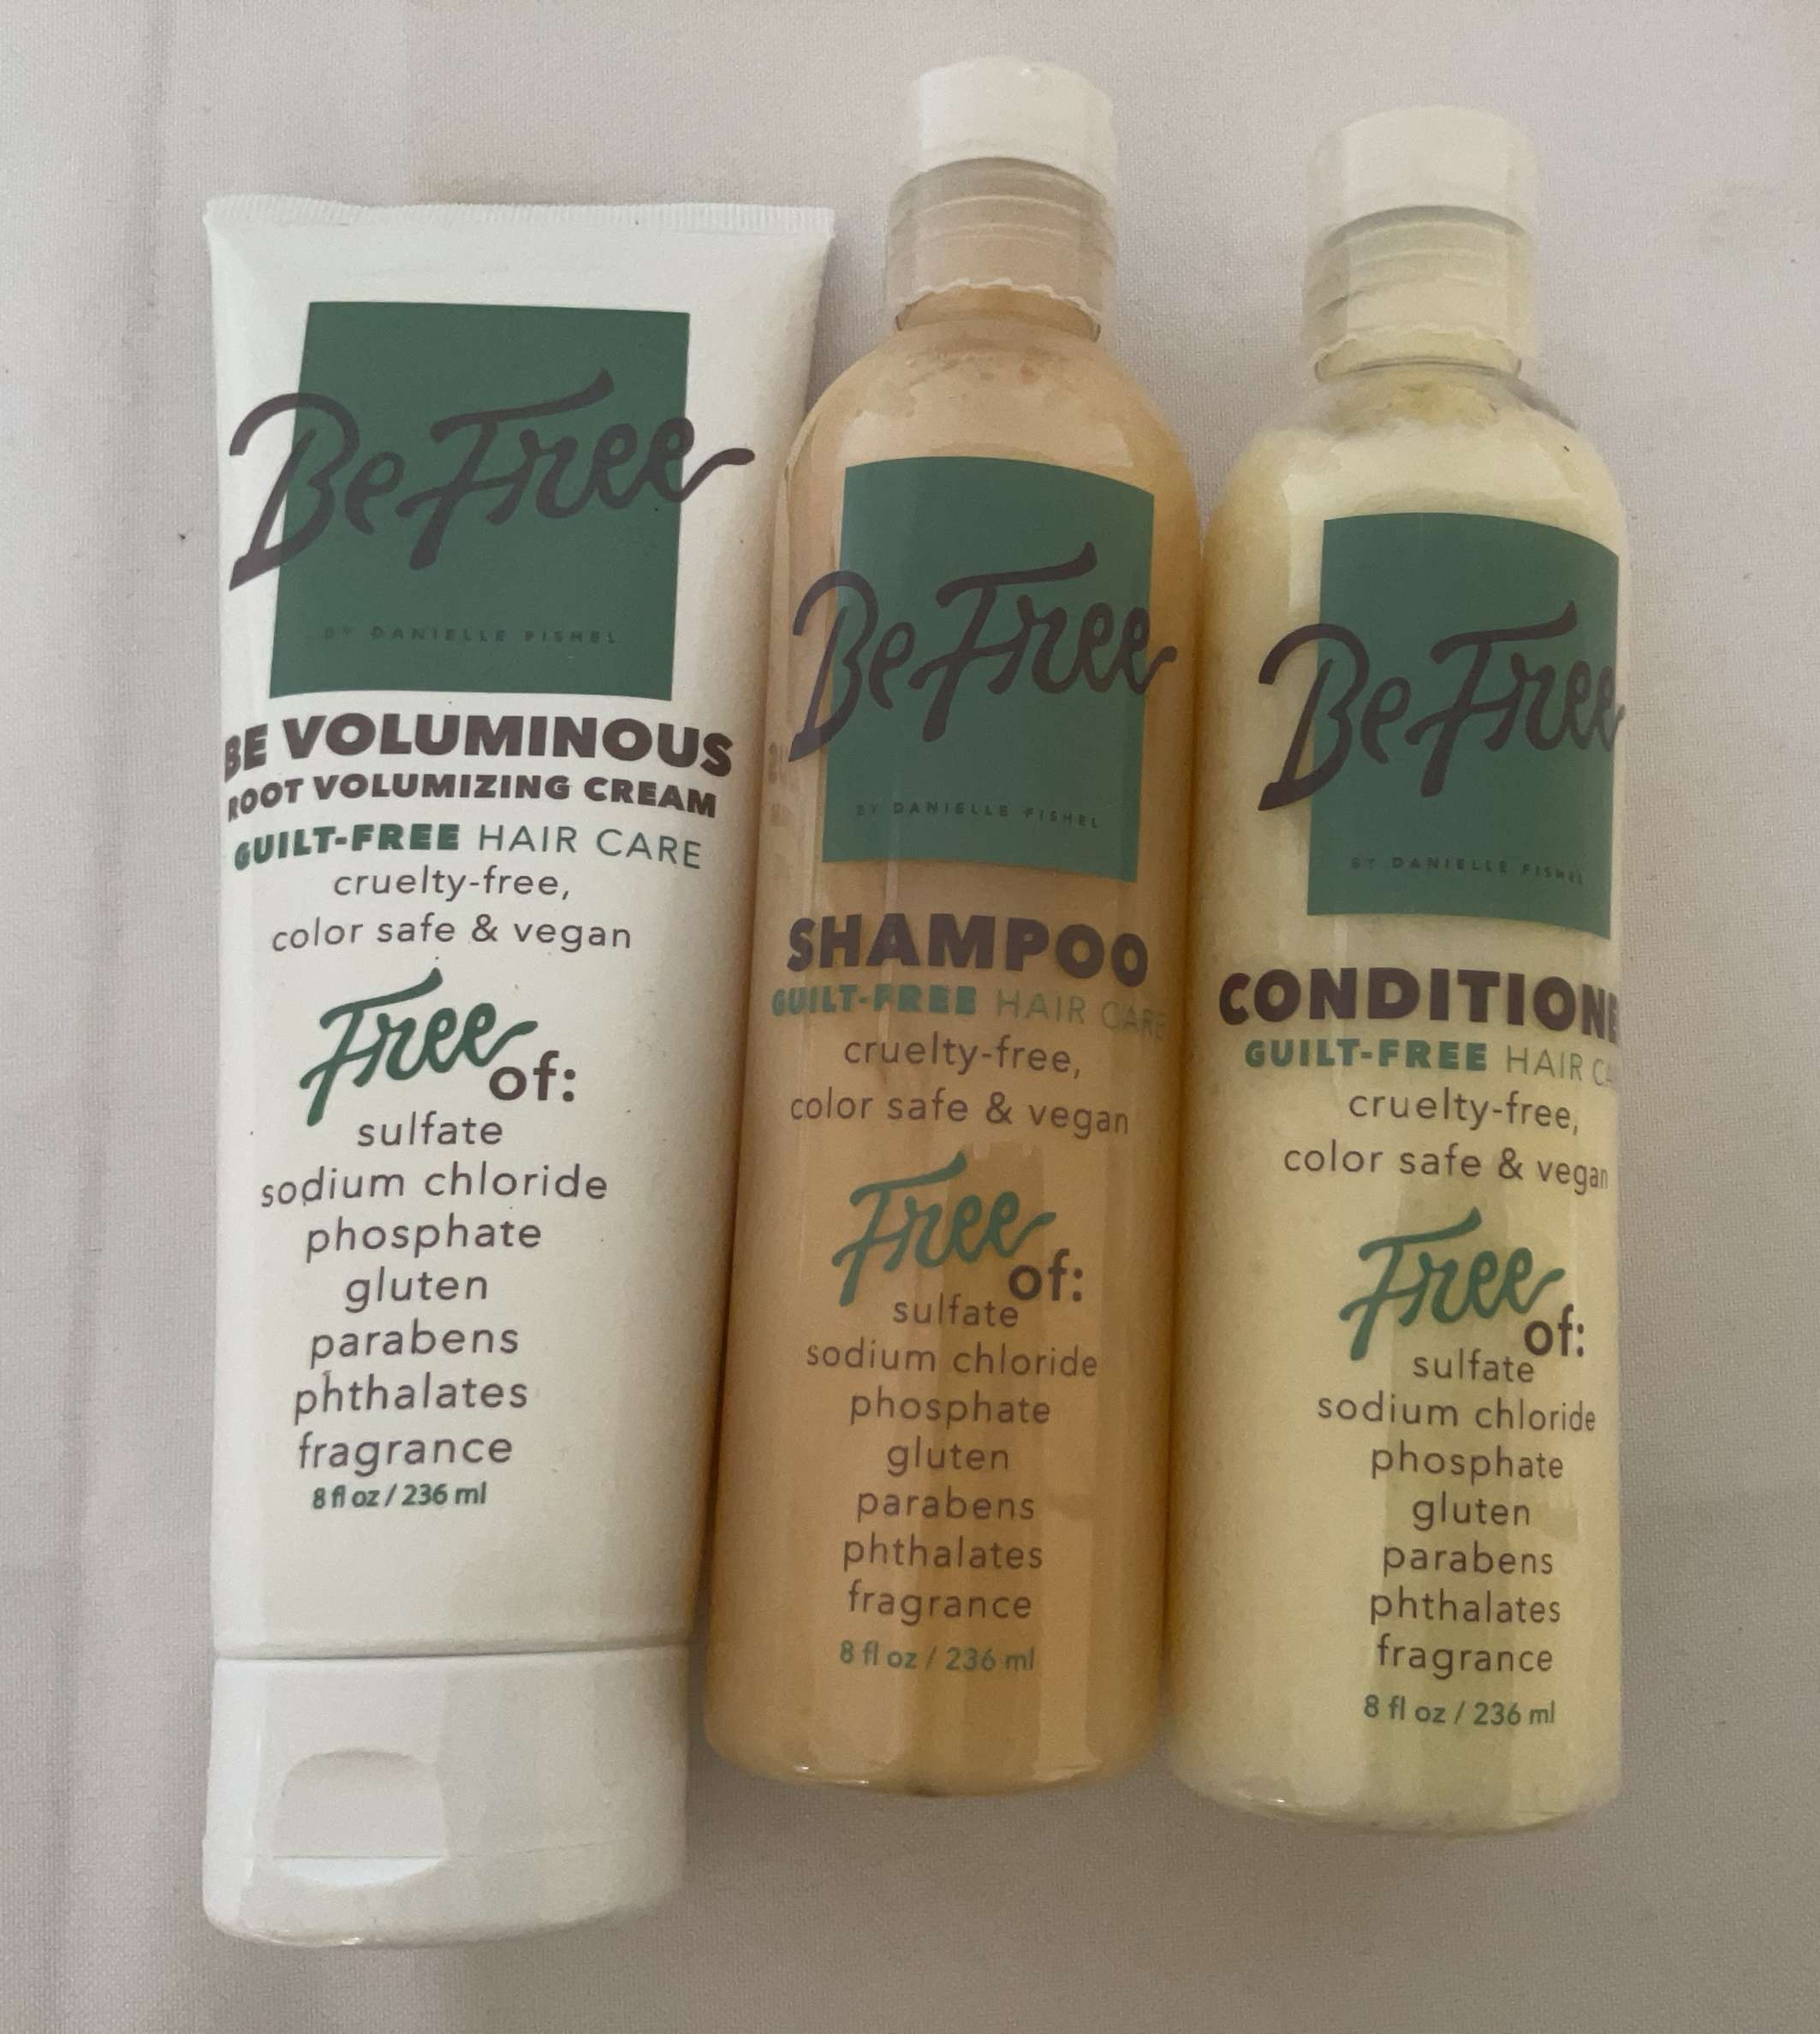 Be Free
BY DANIELLE FISHEL
BE VOLUMINOUS
ROOT VOLUMIZING CREAM
GUILT-FREE HAIR CARE
cruelty-free,
color safe & vegan
Free
of:
sulfate
sodium chloride
phosphate
gluten
parabens
phthalates
fragrance
8 fl oz / 236 ml
Be Free
BY DANIELLE FISHEL
SHAMPOO
GUILT-FREE HAIR CARE
cruelty-free,
color safe & vegan
Free
of:
sulfate
sodium chloride
phosphate
gluten
parabens
phthalates
fragrance
8 fl oz / 236 ml
Be Free
BY DANIELLE FISHEL
CONDITIONE
GUILT-FREE HAIR CA
cruelty-free,
color safe & vegan
Free
of:
sulfate
sodium chloride
phosphate
gluten
parabens
phthalates
fragrance
8 fl oz / 236 ml